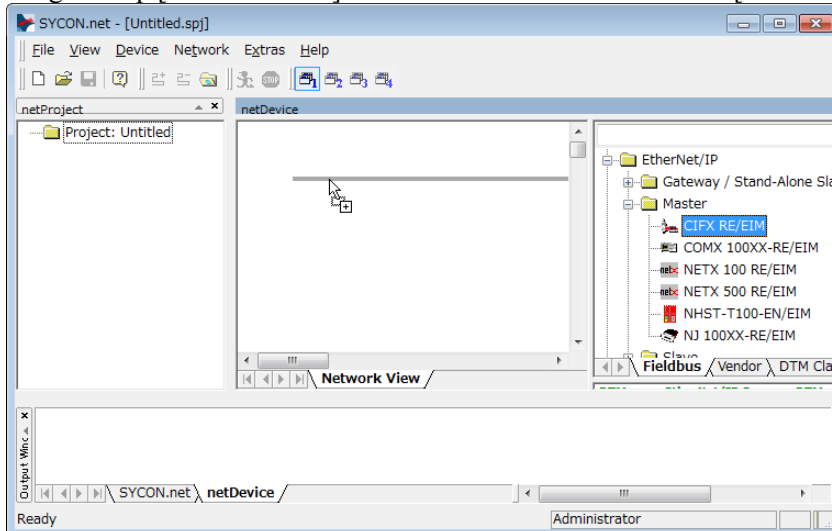 SYCON.net - [Untitled.spj]
File View Device Network Extras Help
netProject
netDevice
Project: Untitled
EtherNet/IP
Gateway / Stand-Alone Sla
Master
CIFX RE/EIM
COMX 100XX-RE/EIM
NETX 100 RE/EIM
NETX 500 RE/EIM
NHST-T100-EN/EIM
NJ 100XX-RE/EIM
Slave
Network View
Fieldbus Vendor DTM Cla
Output Winc
SYCON.net netDevice
Ready Administrator